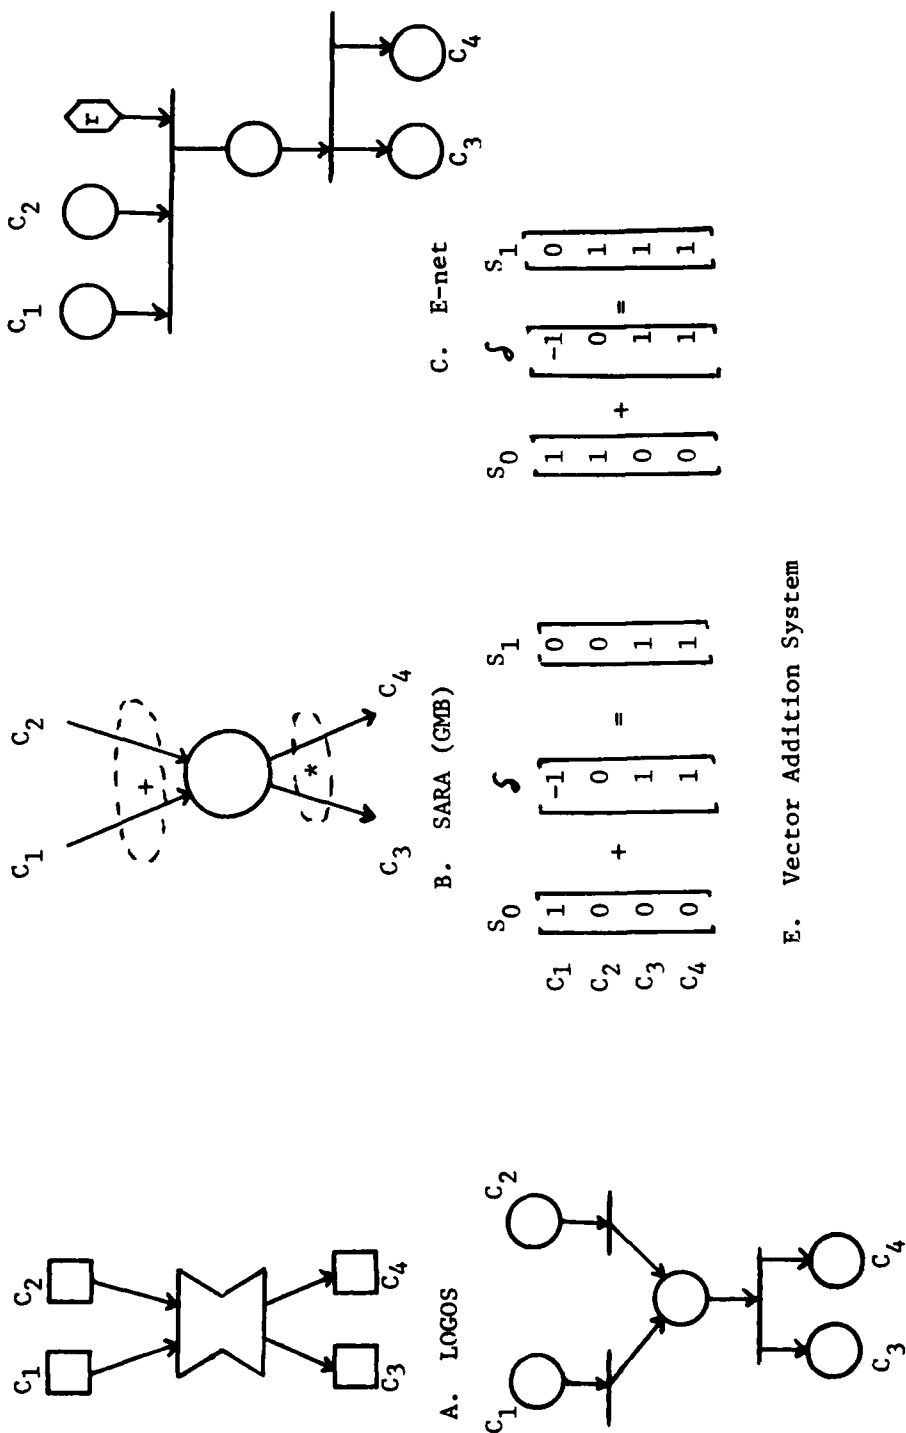 C1 C2 C1 C2 C1 C2
r
+
*
C3 C4 C3 C4 C3 C4
A. LOGOS B. SARA (GMB) C. E-net
C1 C2
S0 δ S1 S0 δ S1
C1 1 -1 0 1 -1 0
C2 0 + 0 = 0 1 + 0 = 1
C3 0 1 1 0 1 1
C4 0 1 1 0 1 1
C3 C4
E. Vector Addition System